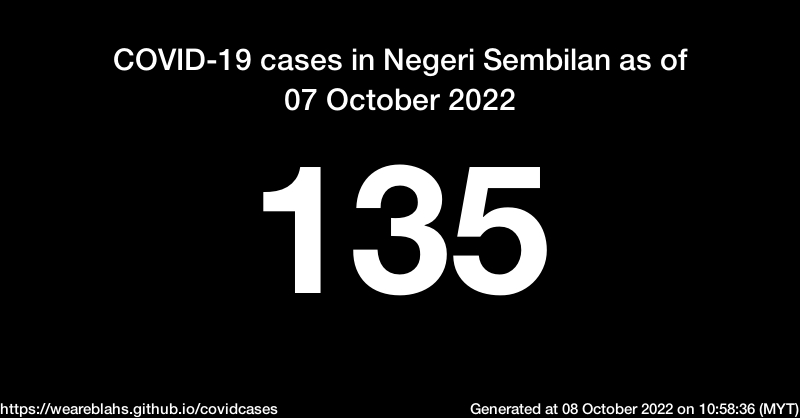 COVID-19 cases in Negeri Sembilan as of
07 October 2022
135
https://weareblahs.github.io/covidcases
Generated at 08 October 2022 on 10:58:36 (MYT)